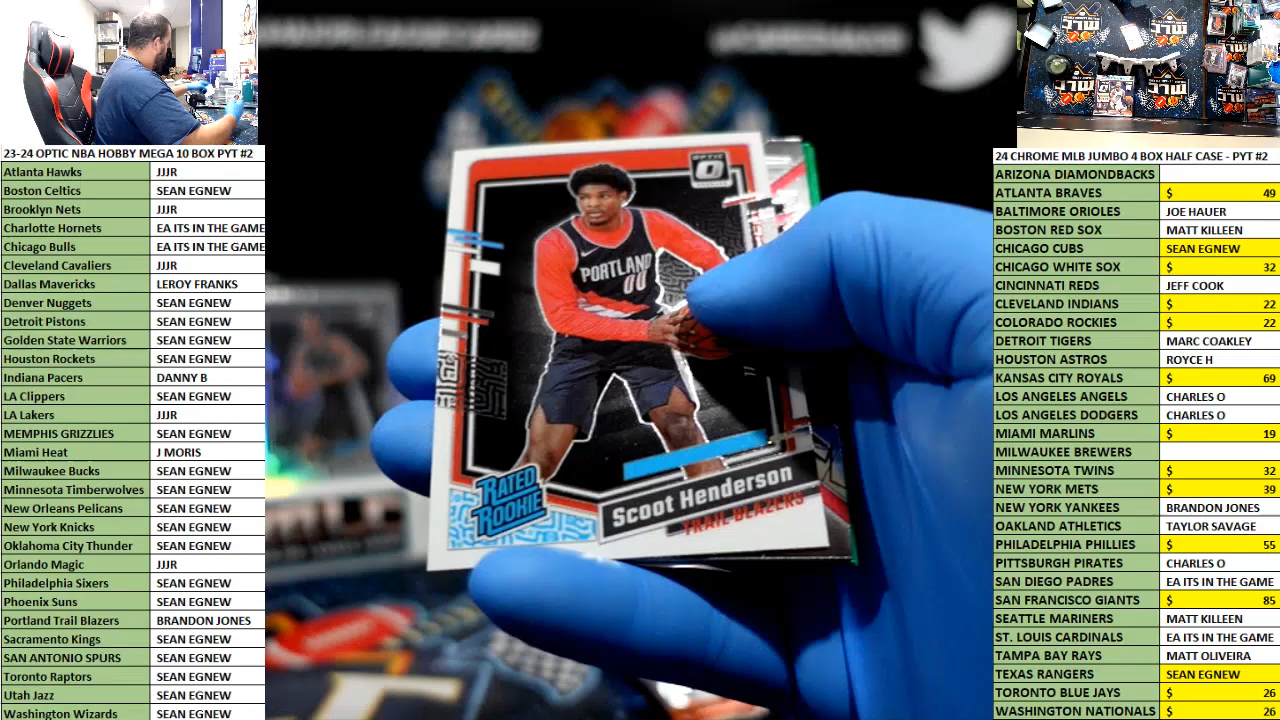 23-24 OPTIC NBA HOBBY MEGA 10 BOX PYT #2
Atlanta Hawks JJJR
Boston Celtics SEAN EGNEW
Brooklyn Nets JJJR
Charlotte Hornets EA ITS IN THE GAME
Chicago Bulls EA ITS IN THE GAME
Cleveland Cavaliers JJJR
Dallas Mavericks LEROY FRANKS
Denver Nuggets SEAN EGNEW
Detroit Pistons SEAN EGNEW
Golden State Warriors SEAN EGNEW
Houston Rockets SEAN EGNEW
Indiana Pacers DANNY B
LA Clippers SEAN EGNEW
LA Lakers JJJR
MEMPHIS GRIZZLIES SEAN EGNEW
Miami Heat J MORIS
Milwaukee Bucks SEAN EGNEW
Minnesota Timberwolves SEAN EGNEW
New Orleans Pelicans SEAN EGNEW
New York Knicks SEAN EGNEW
Oklahoma City Thunder SEAN EGNEW
Orlando Magic JJJR
Philadelphia Sixers SEAN EGNEW
Phoenix Suns SEAN EGNEW
Portland Trail Blazers BRANDON JONES
Sacramento Kings SEAN EGNEW
SAN ANTONIO SPURS SEAN EGNEW
Toronto Raptors SEAN EGNEW
Utah Jazz SEAN EGNEW
Washington Wizards SEAN EGNEW
OPTIC
PORTLAND
00
RATED
ROOKIE
Scoot Henderson
TRAIL BLAZERS
24 CHROME MLB JUMBO 4 BOX HALF CASE - PYT #2
ARIZONA DIAMONDBACKS
ATLANTA BRAVES $ 49
BALTIMORE ORIOLES JOE HAUER
BOSTON RED SOX MATT KILLEEN
CHICAGO CUBS SEAN EGNEW
CHICAGO WHITE SOX $ 32
CINCINNATI REDS JEFF COOK
CLEVELAND INDIANS $ 22
COLORADO ROCKIES $ 22
DETROIT TIGERS MARC COAKLEY
HOUSTON ASTROS ROYCE H
KANSAS CITY ROYALS $ 69
LOS ANGELES ANGELS CHARLES O
LOS ANGELES DODGERS CHARLES O
MIAMI MARLINS $ 19
MILWAUKEE BREWERS
MINNESOTA TWINS $ 32
NEW YORK METS $ 39
NEW YORK YANKEES BRANDON JONES
OAKLAND ATHLETICS TAYLOR SAVAGE
PHILADELPHIA PHILLIES $ 55
PITTSBURGH PIRATES CHARLES O
SAN DIEGO PADRES EA ITS IN THE GAME
SAN FRANCISCO GIANTS $ 85
SEATTLE MARINERS MATT KILLEEN
ST. LOUIS CARDINALS EA ITS IN THE GAME
TAMPA BAY RAYS MATT OLIVEIRA
TEXAS RANGERS SEAN EGNEW
TORONTO BLUE JAYS $ 26
WASHINGTON NATIONALS $ 26